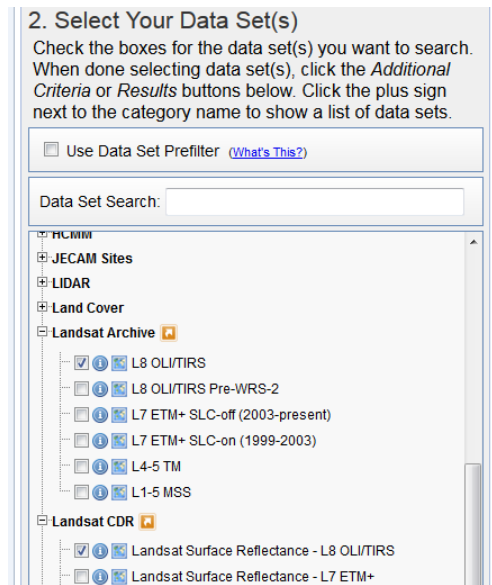 2. Select Your Data Set(s)
Check the boxes for the data set(s) you want to search.
When done selecting data set(s), click the Additional
Criteria or Results buttons below. Click the plus sign
next to the category name to show a list of data sets.
Use Data Set Prefilter (What's This?)
Data Set Search:
HCMM
JECAM Sites
LIDAR
Land Cover
Landsat Archive
L8 OLI/TIRS
L8 OLI/TIRS Pre-WRS-2
L7 ETM+ SLC-off (2003-present)
L7 ETM+ SLC-on (1999-2003)
L4-5 TM
L1-5 MSS
Landsat CDR
Landsat Surface Reflectance - L8 OLI/TIRS
Landsat Surface Reflectance - L7 ETM+